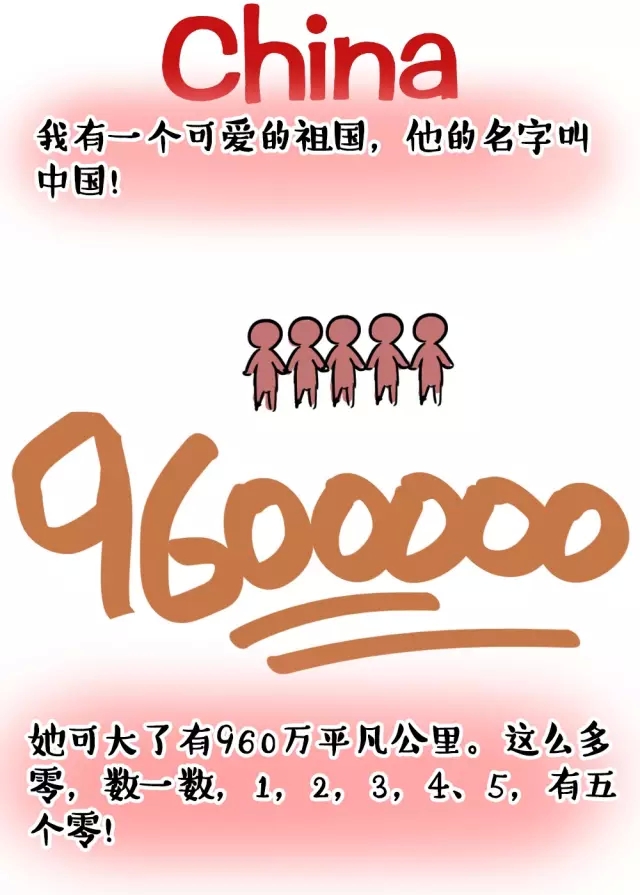 China
我有一个可爱的祖国，他的名字叫
中国！
9600000
她可大了有960万平凡公里。这么多
零，数一数，1，2，3，4、5，有五
个零！